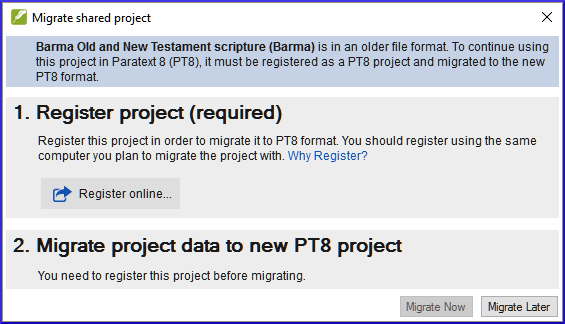 Migrate shared project
Barma Old and New Testament scripture (Barma) is in an older file format. To continue using
this project in Paratext 8 (PT8), it must be registered as a PT8 project and migrated to the new
PT8 format.
1. Register project (required)
Register this project in order to migrate it to PT8 format. You should register using the same
computer you plan to migrate the project with. Why Register?
Register online...
2. Migrate project data to new PT8 project
You need to register this project before migrating.
Migrate Now
Migrate Later